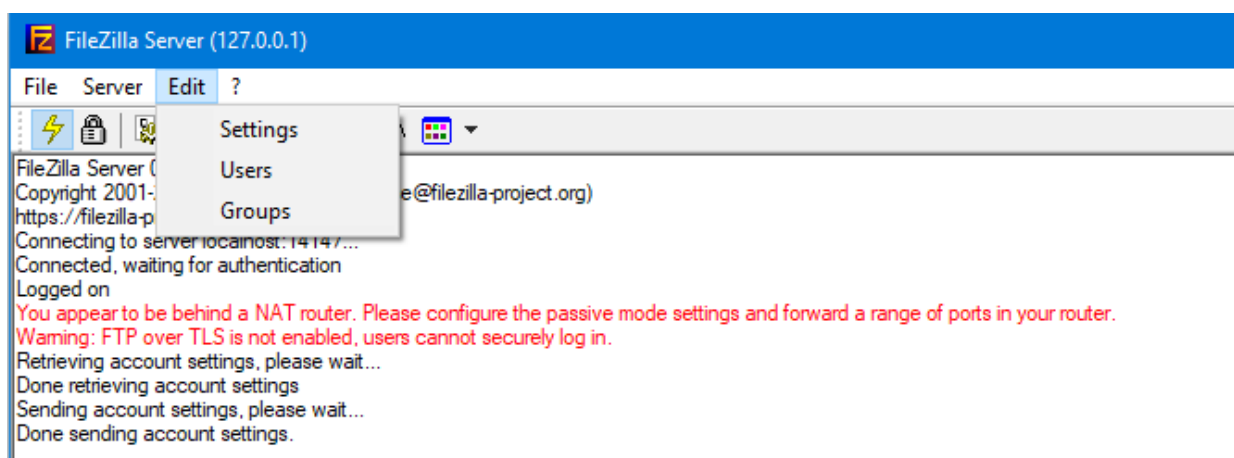 FileZilla Server (127.0.0.1)
File Server Edit ?
Settings
Users
Groups
FileZilla Server (
Copyright 2001- e@filezilla-project.org)
https://filezilla-p
Connecting to server localhost:14147...
Connected, waiting for authentication
Logged on
You appear to be behind a NAT router. Please configure the passive mode settings and forward a range of ports in your router.
Warning: FTP over TLS is not enabled, users cannot securely log in.
Retrieving account settings, please wait...
Done retrieving account settings
Sending account settings, please wait...
Done sending account settings.